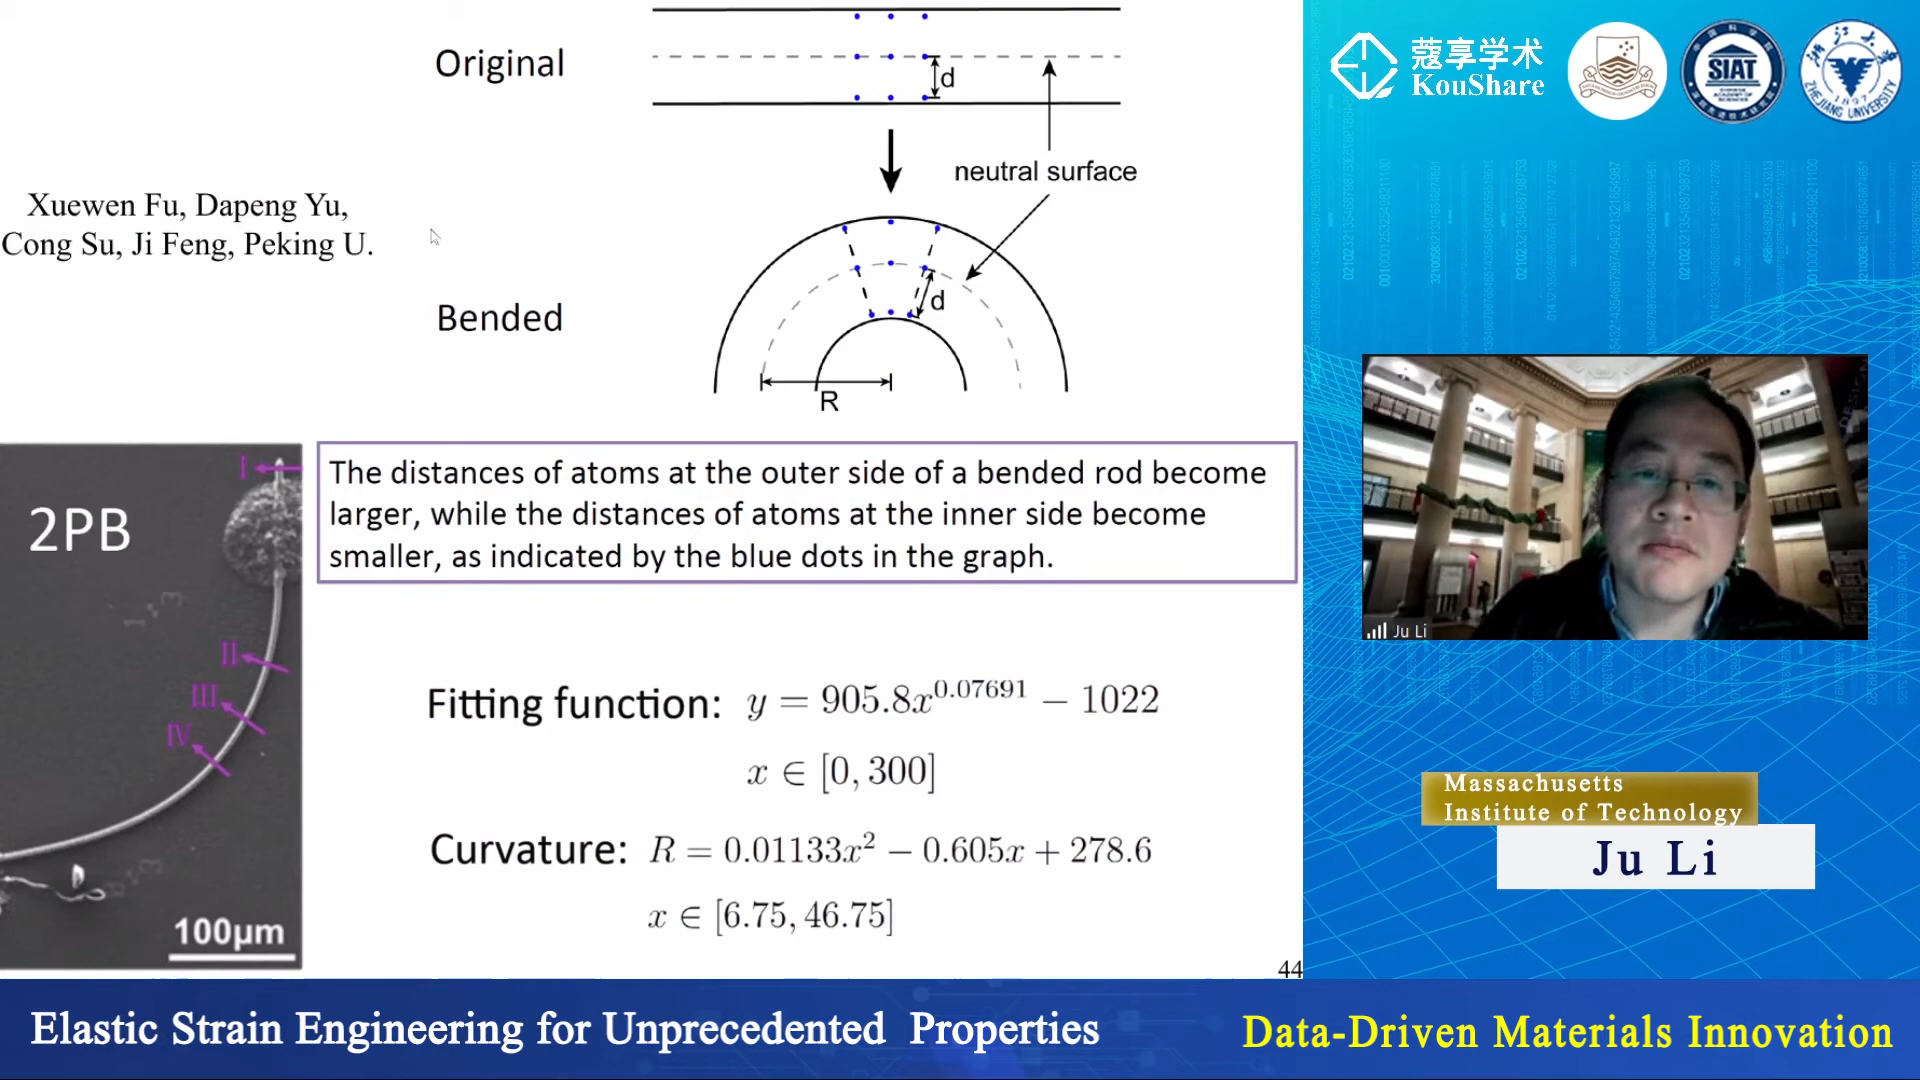 Original
d
neutral surface
Xuewen Fu, Dapeng Yu,
Cong Su, Ji Feng, Peking U.
Bended
d
R
2PB
I
II
III
IV
100μm
The distances of atoms at the outer side of a bended rod become
larger, while the distances of atoms at the inner side become
smaller, as indicated by the blue dots in the graph.
Fitting function: y = 905.8x^0.07691 − 1022
x ∈ [0, 300]
Curvature: R = 0.01133x² − 0.605x + 278.6
x ∈ [6.75, 46.75]
44
蔻享学术
KouShare
SIAT
ZHEJIANG UNIVERSITY
1897
Ju Li
Massachusetts
Institute of Technology
Ju Li
Elastic Strain Engineering for Unprecedented Properties
Data-Driven Materials Innovation